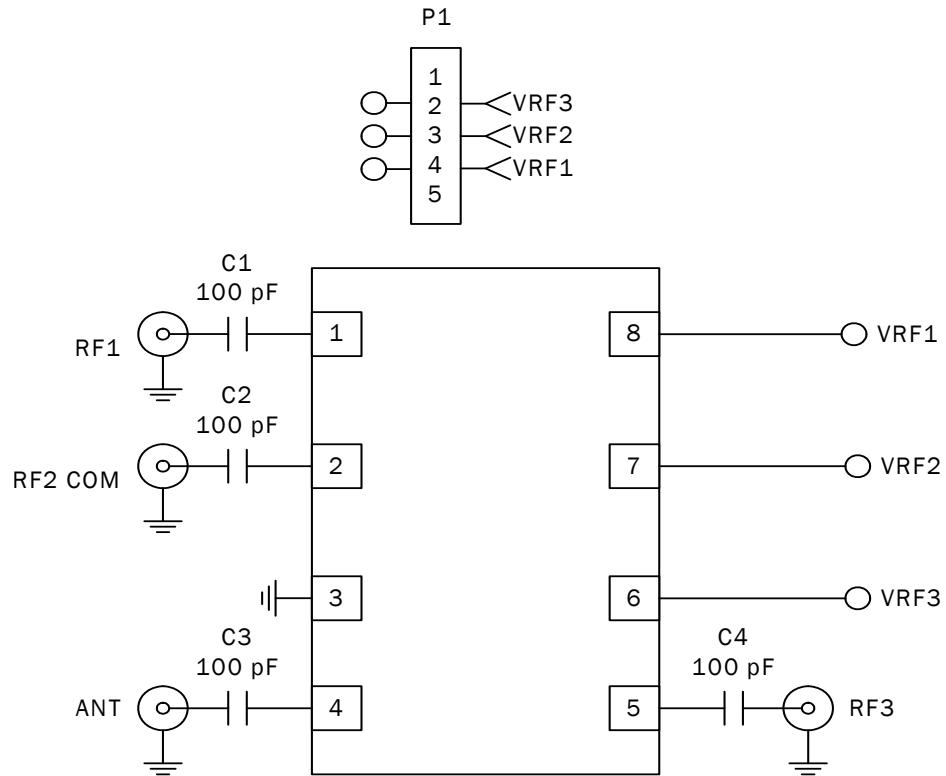 P1
1
2
VRF3
3
VRF2
4
VRF1
5
C1
100 pF
RF1
1
8
VRF1
C2
100 pF
RF2 COM
2
7
VRF2
3
6
VRF3
C3
100 pF
C4
100 pF
ANT
4
5
RF3